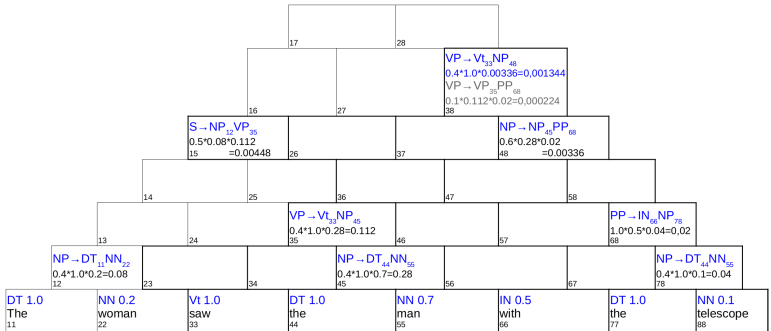 17 28
VP→Vt₃₃NP₄₈
0.4*1.0*0.00336=0,001344
VP→VP₃₅PP₆₈
0.1*0.112*0.02=0,000224
16 27 38
S→NP₁₂VP₃₅ NP→NP₄₅PP₆₈
0.5*0.08*0.112 0.6*0.28*0.02
15 =0.00448 26 37 48 =0.00336
14 25 36 47 58
VP→Vt₃₃NP₄₅ PP→IN₆₆NP₇₈
0.4*1.0*0.28=0.112 1.0*0.5*0.04=0,02
13 24 35 46 68
NP→DT₁₁NN₂₂ NP→DT₄₄NN₅₅ NP→DT₄₄NN₅₅
0.4*1.0*0.2=0.08 0.4*1.0*0.7=0.28 0.4*1.0*0.1=0.04
12 23 34 45 56 67 78
DT 1.0 NN 0.2 Vt 1.0 DT 1.0 NN 0.7 IN 0.5 DT 1.0 NN 0.1
The woman saw the man with the telescope
11 22 33 44 55 66 77 88